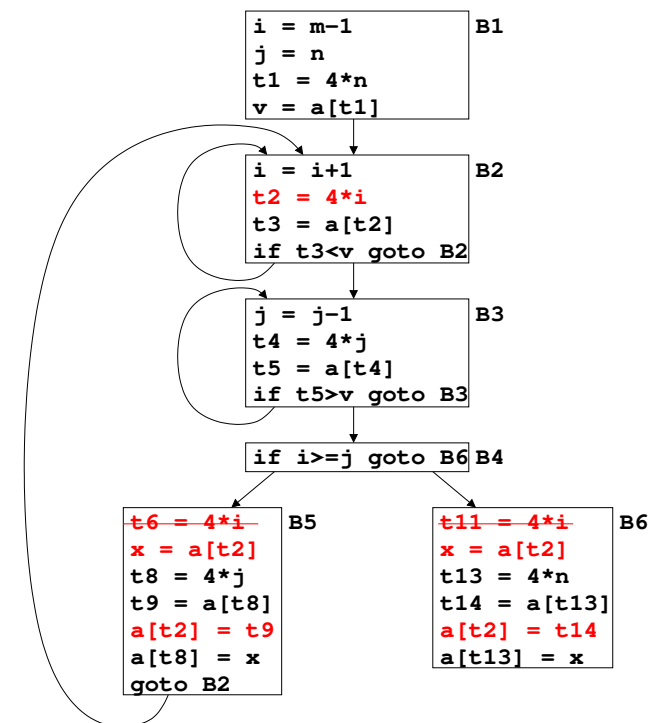 i = m-1
j = n
t1 = 4*n
v = a[t1]
B1
i = i+1
t2 = 4*i
t3 = a[t2]
if t3<v goto B2
B2
j = j-1
t4 = 4*j
t5 = a[t4]
if t5>v goto B3
B3
if i>=j goto B6
B4
t6 = 4*i
x = a[t2]
t8 = 4*j
t9 = a[t8]
a[t2] = t9
a[t8] = x
goto B2
B5
t11 = 4*i
x = a[t2]
t13 = 4*n
t14 = a[t13]
a[t2] = t14
a[t13] = x
B6